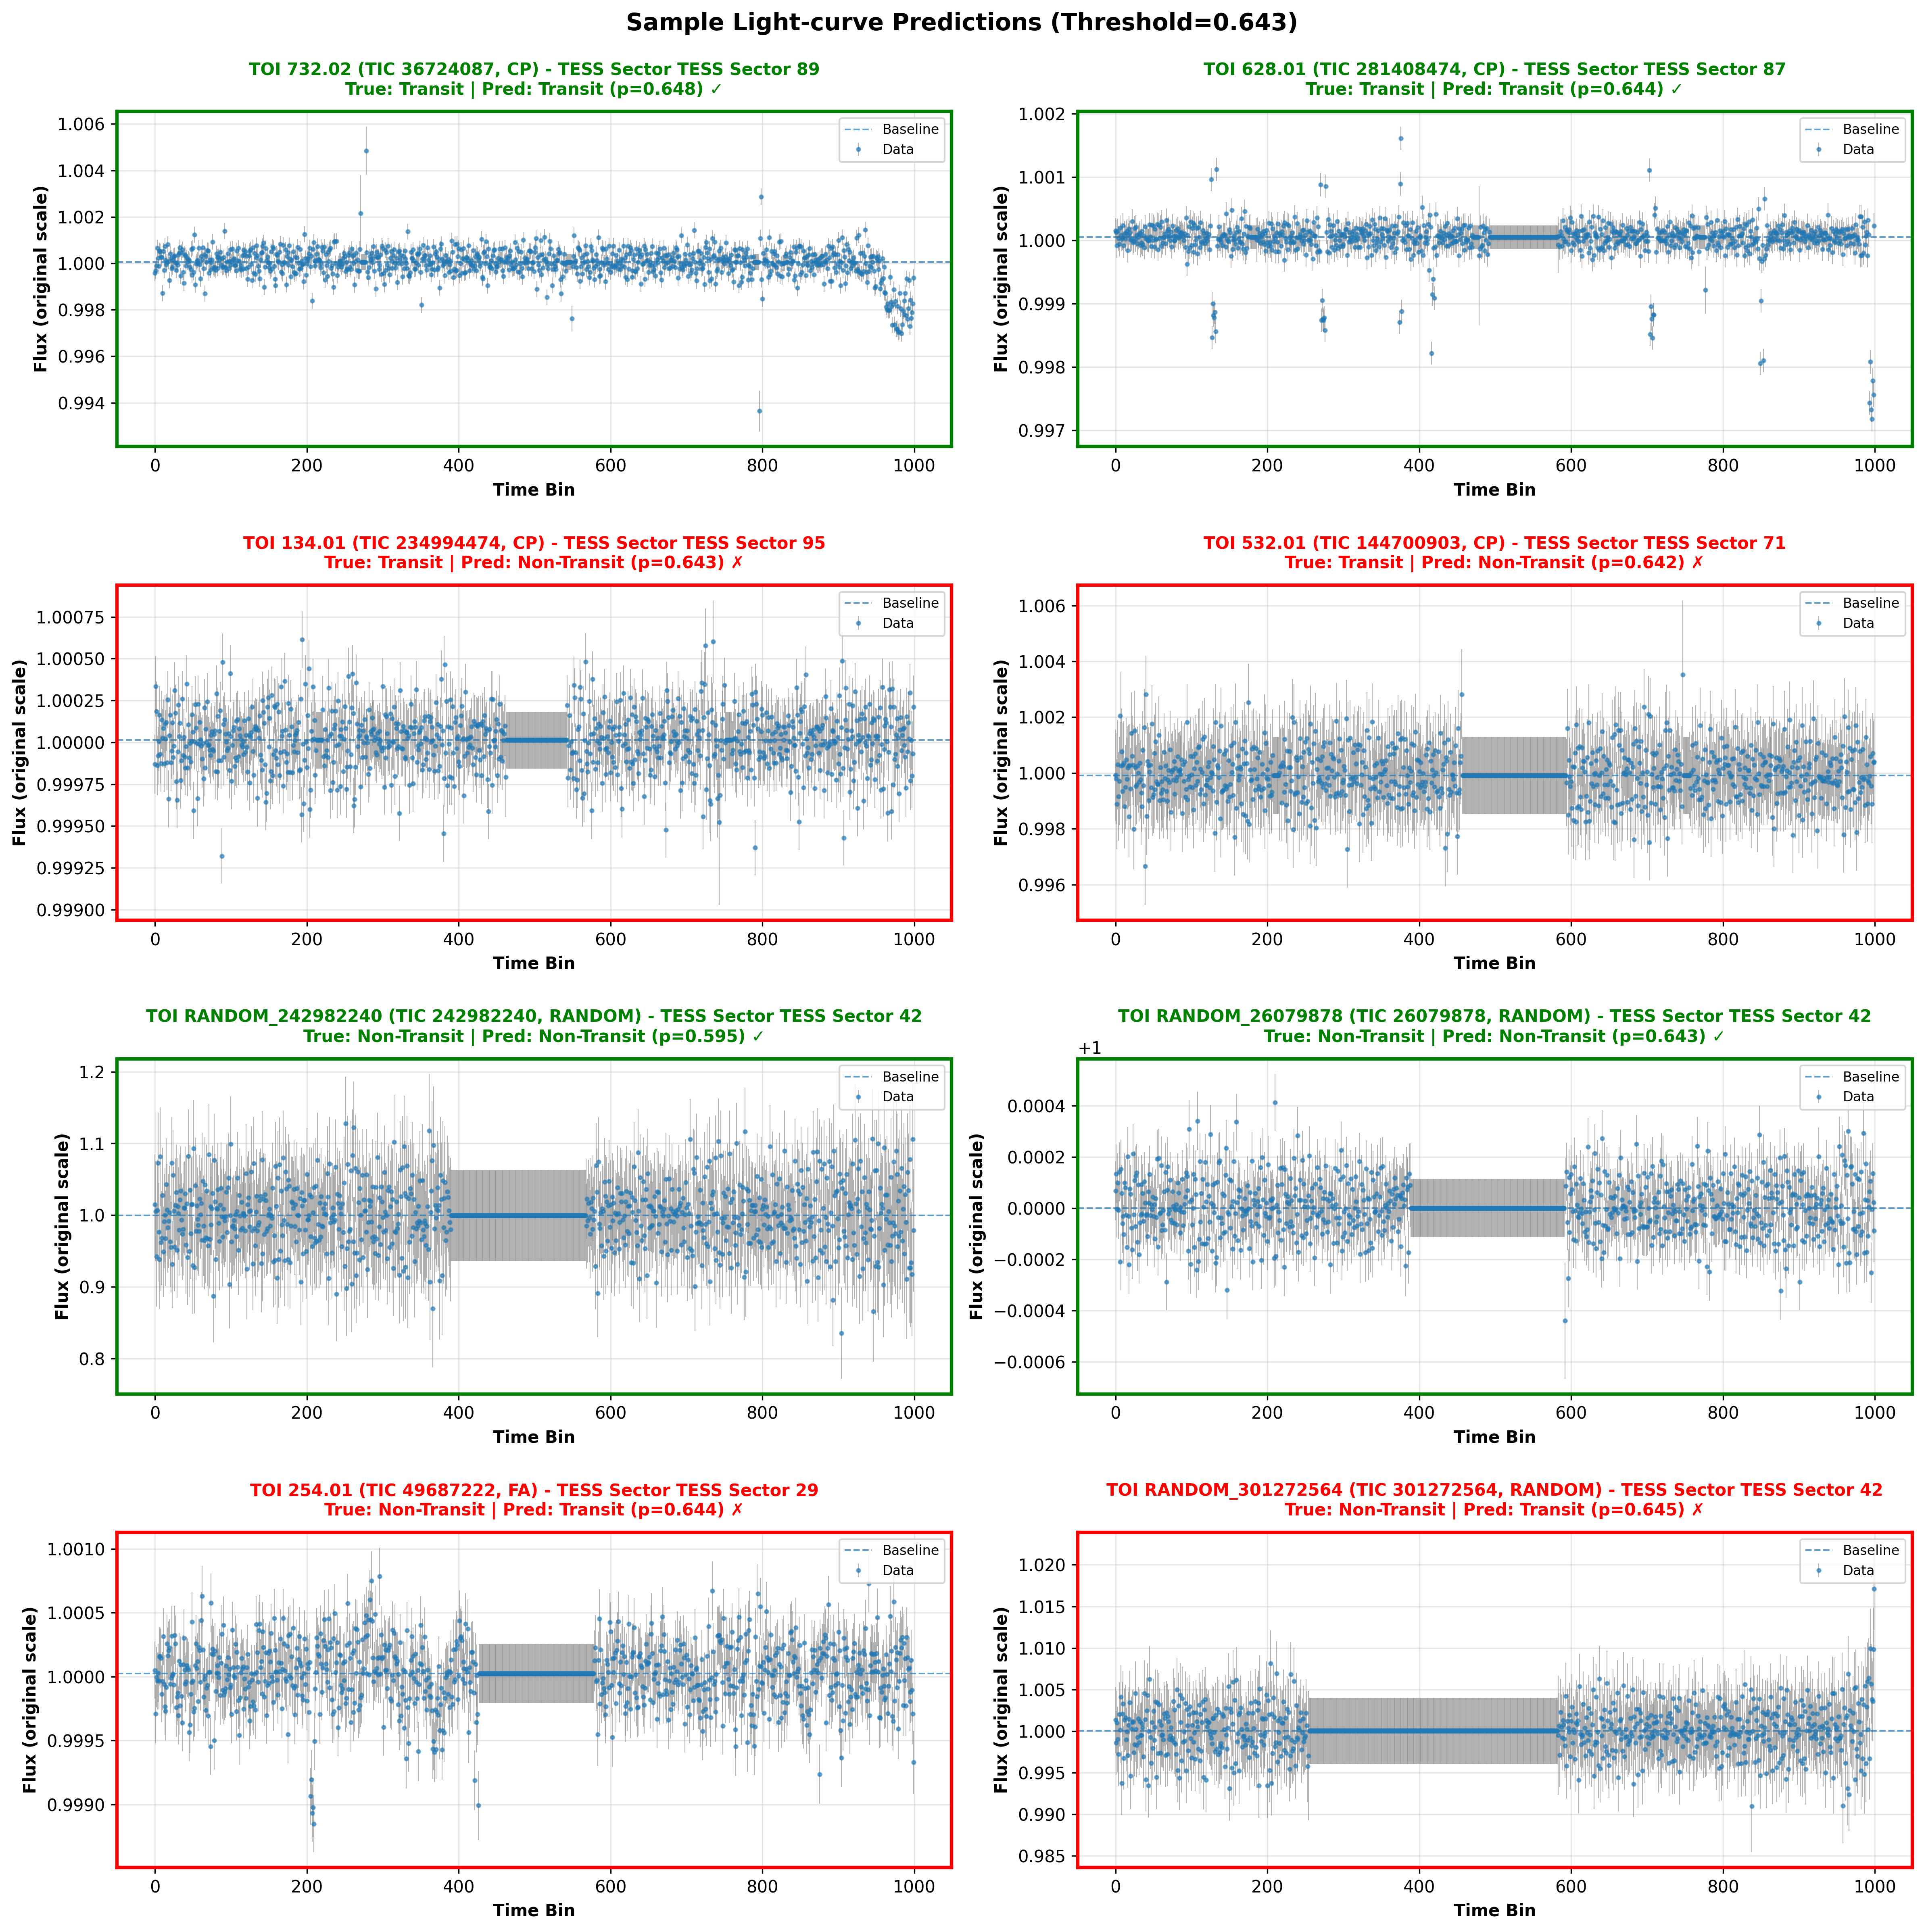 Sample Light-curve Predictions (Threshold=0.643)
TOI 732.02 (TIC 36724087, CP) - TESS Sector TESS Sector 89
True: Transit | Pred: Transit (p=0.648) ✓
Baseline
Data
1.006
1.004
1.002
1.000
0.998
0.996
0.994
Flux (original scale)
0 200 400 600 800 1000
Time Bin
TOI 628.01 (TIC 281408474, CP) - TESS Sector TESS Sector 87
True: Transit | Pred: Transit (p=0.644) ✓
Baseline
Data
1.002
1.001
1.000
0.999
0.998
0.997
Flux (original scale)
0 200 400 600 800 1000
Time Bin
TOI 134.01 (TIC 234994474, CP) - TESS Sector TESS Sector 95
True: Transit | Pred: Non-Transit (p=0.643) ✗
Baseline
Data
1.00075
1.00050
1.00025
1.00000
0.99975
0.99950
0.99925
0.99900
Flux (original scale)
0 200 400 600 800 1000
Time Bin
TOI 532.01 (TIC 144700903, CP) - TESS Sector TESS Sector 71
True: Transit | Pred: Non-Transit (p=0.642) ✗
Baseline
Data
1.006
1.004
1.002
1.000
0.998
0.996
Flux (original scale)
0 200 400 600 800 1000
Time Bin
TOI RANDOM_242982240 (TIC 242982240, RANDOM) - TESS Sector TESS Sector 42
True: Non-Transit | Pred: Non-Transit (p=0.595) ✓
Baseline
Data
1.2
1.1
1.0
0.9
0.8
Flux (original scale)
0 200 400 600 800 1000
Time Bin
TOI RANDOM_26079878 (TIC 26079878, RANDOM) - TESS Sector TESS Sector 42
True: Non-Transit | Pred: Non-Transit (p=0.643) ✓
+1
Baseline
Data
0.0004
0.0002
0.0000
−0.0002
−0.0004
−0.0006
Flux (original scale)
0 200 400 600 800 1000
Time Bin
TOI 254.01 (TIC 49687222, FA) - TESS Sector TESS Sector 29
True: Non-Transit | Pred: Transit (p=0.644) ✗
Baseline
Data
1.0010
1.0005
1.0000
0.9995
0.9990
Flux (original scale)
0 200 400 600 800 1000
Time Bin
TOI RANDOM_301272564 (TIC 301272564, RANDOM) - TESS Sector TESS Sector 42
True: Non-Transit | Pred: Transit (p=0.645) ✗
Baseline
Data
1.020
1.015
1.010
1.005
1.000
0.995
0.990
0.985
Flux (original scale)
0 200 400 600 800 1000
Time Bin